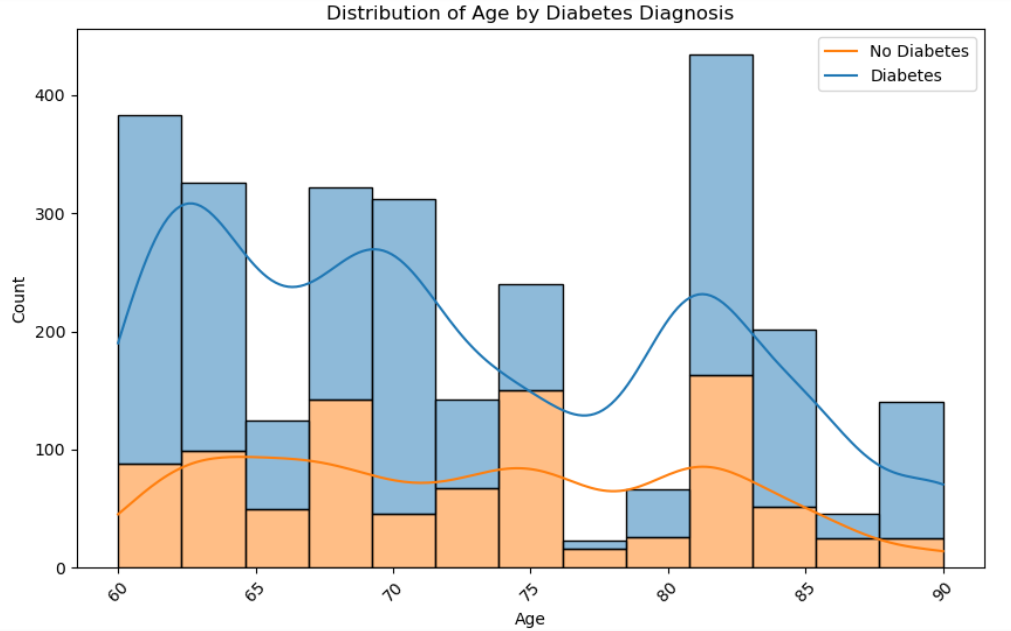 Distribution of Age by Diabetes Diagnosis
No Diabetes
Diabetes
400
300
200
100
0
Count
60
65
70
75
80
85
90
Age